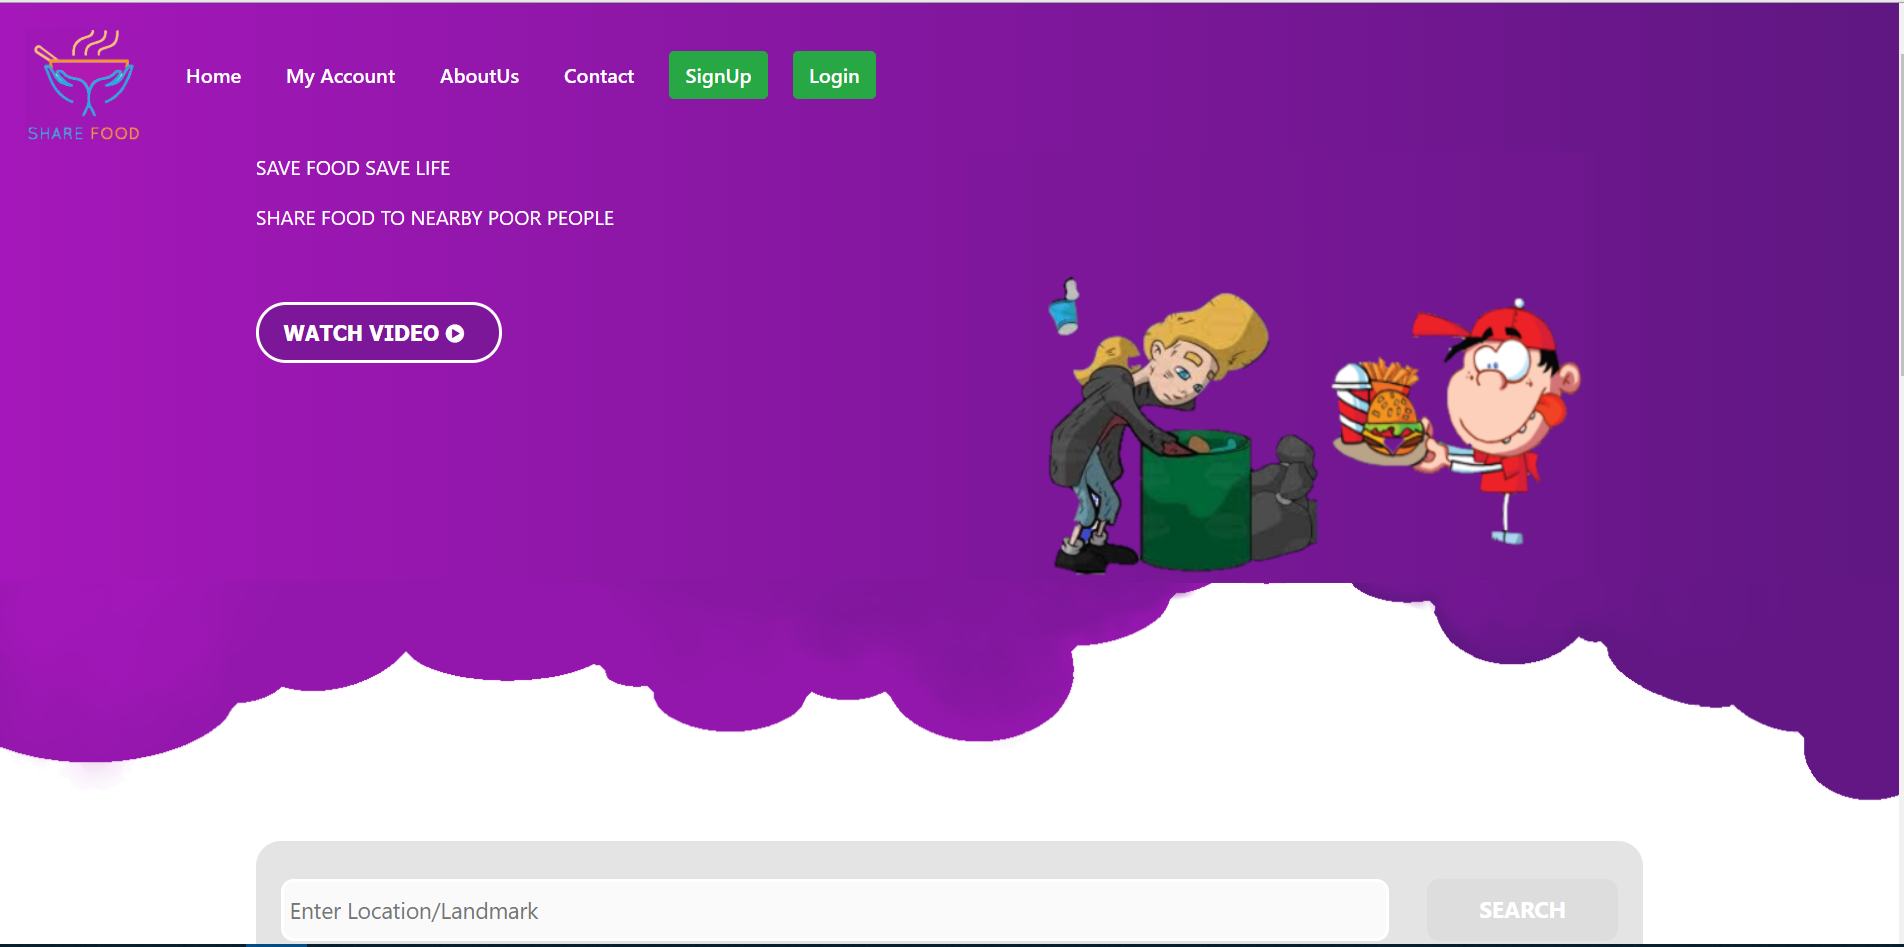 SHARE FOOD
Home My Account AboutUs Contact SignUp Login
SAVE FOOD SAVE LIFE
SHARE FOOD TO NEARBY POOR PEOPLE
WATCH VIDEO
Enter Location/Landmark SEARCH